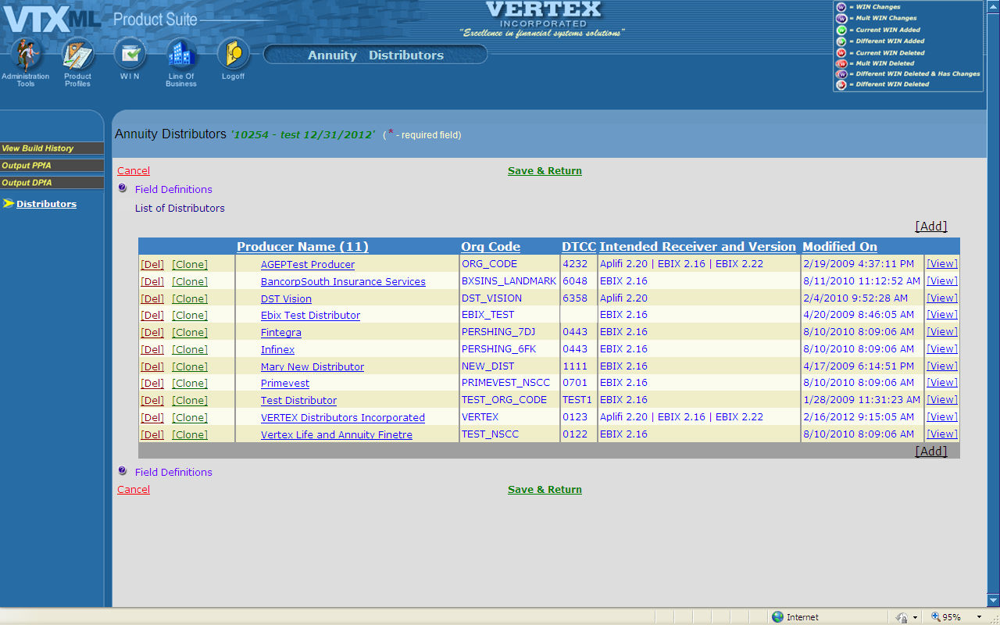 VTXML Product Suite
VERTEX
INCORPORATED
"Excellence in financial systems solutions"
Administration Tools
Product Profiles
WIN
Line Of Business
Logoff
Annuity Distributors
= WIN Changes
= Mult WIN Changes
= Current WIN Added
= Different WIN Added
= Current WIN Deleted
= Mult WIN Deleted
= Different WIN Deleted & Has Changes
= Different WIN Deleted
View Build History
Output PPfA
Output DPfA
Distributors
Annuity Distributors '10254 - test 12/31/2012' ( * - required field)
Cancel Save & Return
Field Definitions
List of Distributors
[Add]
Producer Name (11) Org Code DTCC Intended Receiver and Version Modified On
[Del] [Clone] AGEPTest Producer ORG_CODE 4232 Aplifi 2.20 | EBIX 2.16 | EBIX 2.22 2/19/2009 4:37:11 PM [View]
[Del] [Clone] BancorpSouth Insurance Services BXSINS_LANDMARK 6048 EBIX 2.16 8/11/2010 11:12:52 AM [View]
[Del] [Clone] DST Vision DST_VISION 6358 Aplifi 2.20 2/4/2010 9:52:28 AM [View]
[Del] [Clone] Ebix Test Distributor EBIX_TEST EBIX 2.16 4/20/2009 8:46:05 AM [View]
[Del] [Clone] Fintegra PERSHING_7DJ 0443 EBIX 2.16 8/10/2010 8:09:06 AM [View]
[Del] [Clone] Infinex PERSHING_6FK 0443 EBIX 2.16 8/10/2010 8:09:06 AM [View]
[Del] [Clone] Mary New Distributor NEW_DIST 1111 EBIX 2.16 4/17/2009 6:14:51 PM [View]
[Del] [Clone] Primevest PRIMEVEST_NSCC 0701 EBIX 2.16 8/10/2010 8:09:06 AM [View]
[Del] [Clone] Test Distributor TEST_ORG_CODE TEST1 EBIX 2.16 1/28/2009 11:31:23 AM [View]
[Del] [Clone] VERTEX Distributors Incorporated VERTEX 0123 Aplifi 2.20 | EBIX 2.16 | EBIX 2.22 2/16/2012 9:15:05 AM [View]
[Del] [Clone] Vertex Life and Annuity Finetre TEST_NSCC 0122 EBIX 2.16 8/10/2010 8:09:06 AM [View]
[Add]
Field Definitions
Cancel Save & Return
Internet 95%